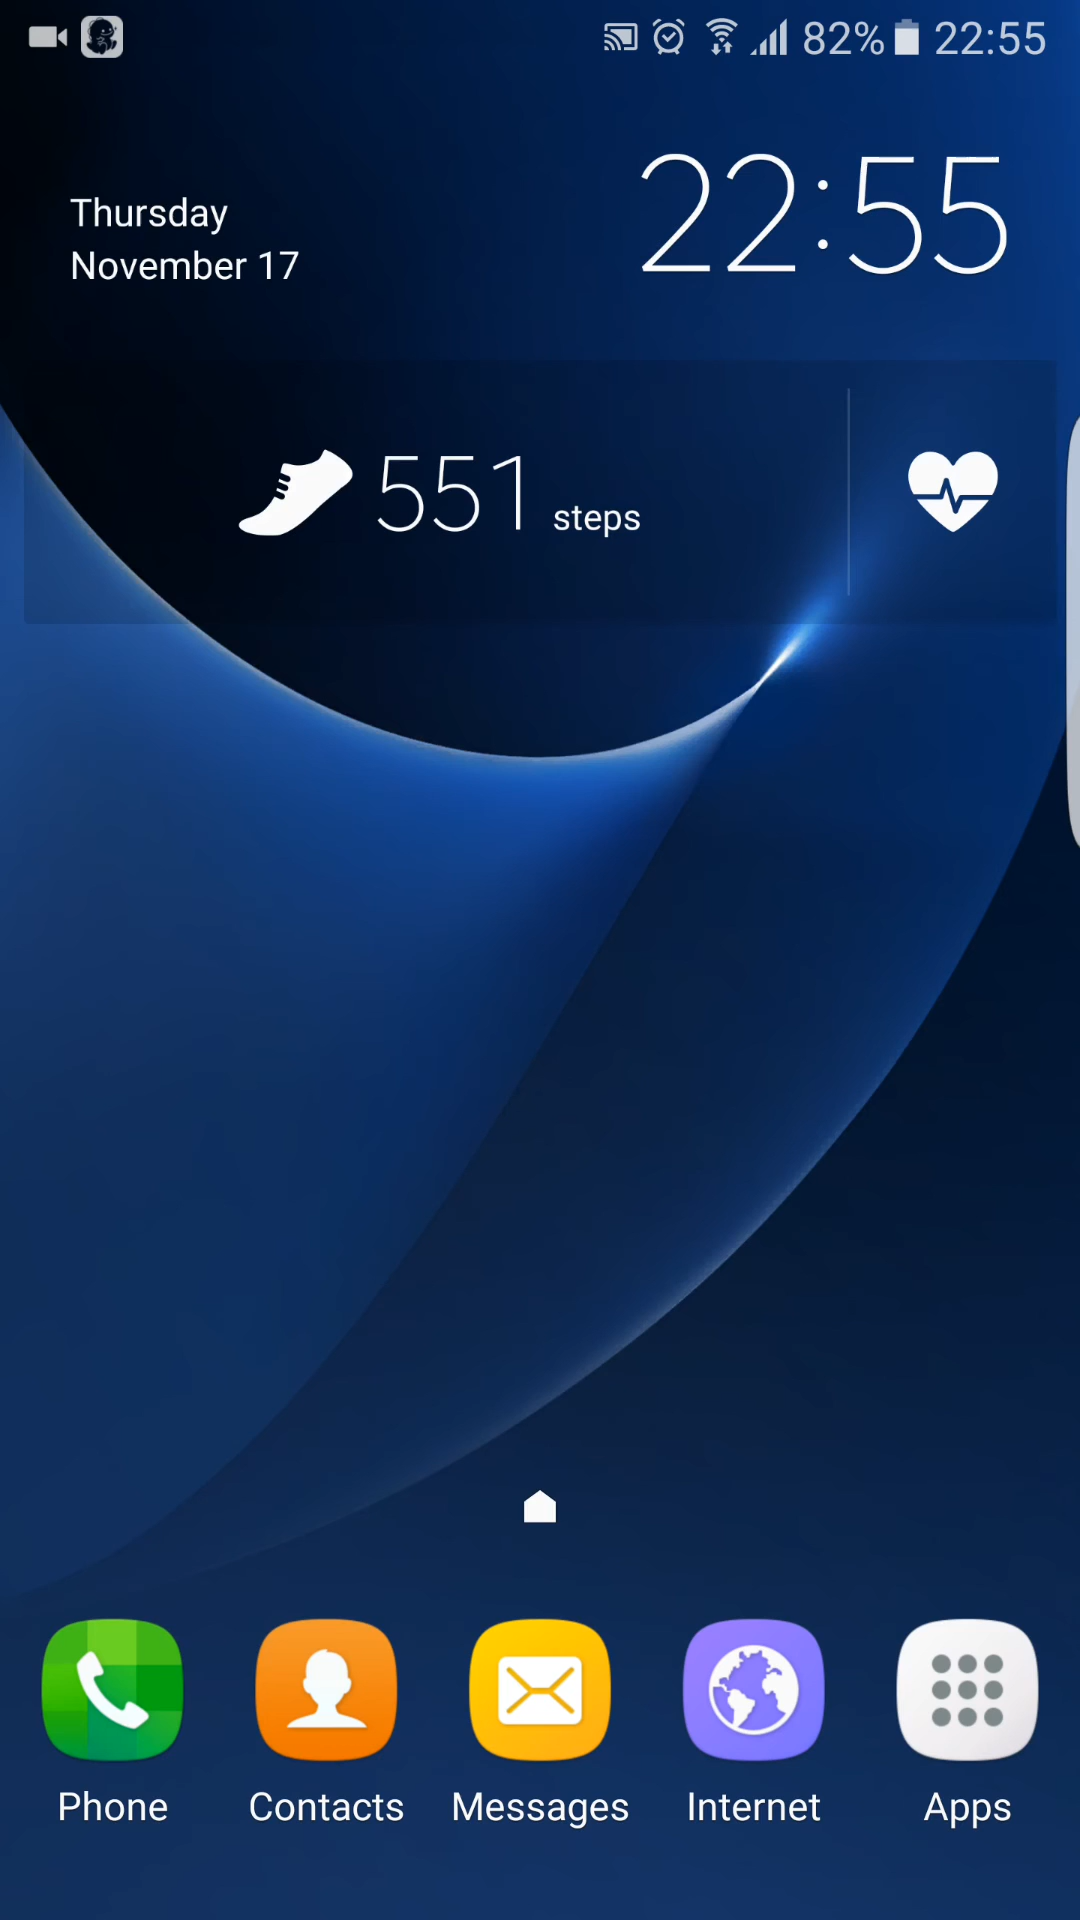 82% 22:55
22:55
Thursday
November 17
551 steps
Phone Contacts Messages Internet Apps